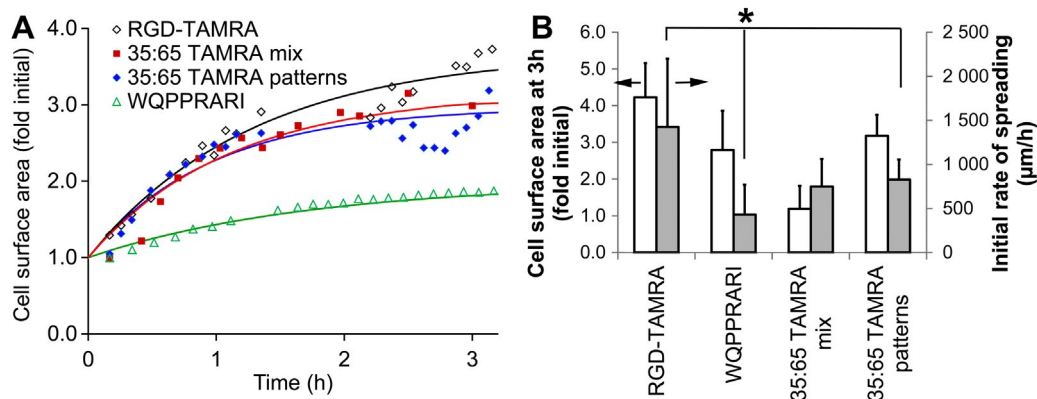 A
Cell surface area (fold initial)
4.0
3.0
2.0
1.0
0.0
0
1
2
3
Time (h)
RGD-TAMRA
35:65 TAMRA mix
35:65 TAMRA patterns
WQPPRARI
B
Cell surface area at 3h
(fold initial)
6.0
5.0
4.0
3.0
2.0
1.0
0.0
*
2 500
2 000
1 500
1 000
500
0
Initial rate of spreading
(µm/h)
RGD-TAMRA
WQPPRARI
35:65 TAMRA
mix
35:65 TAMRA
patterns